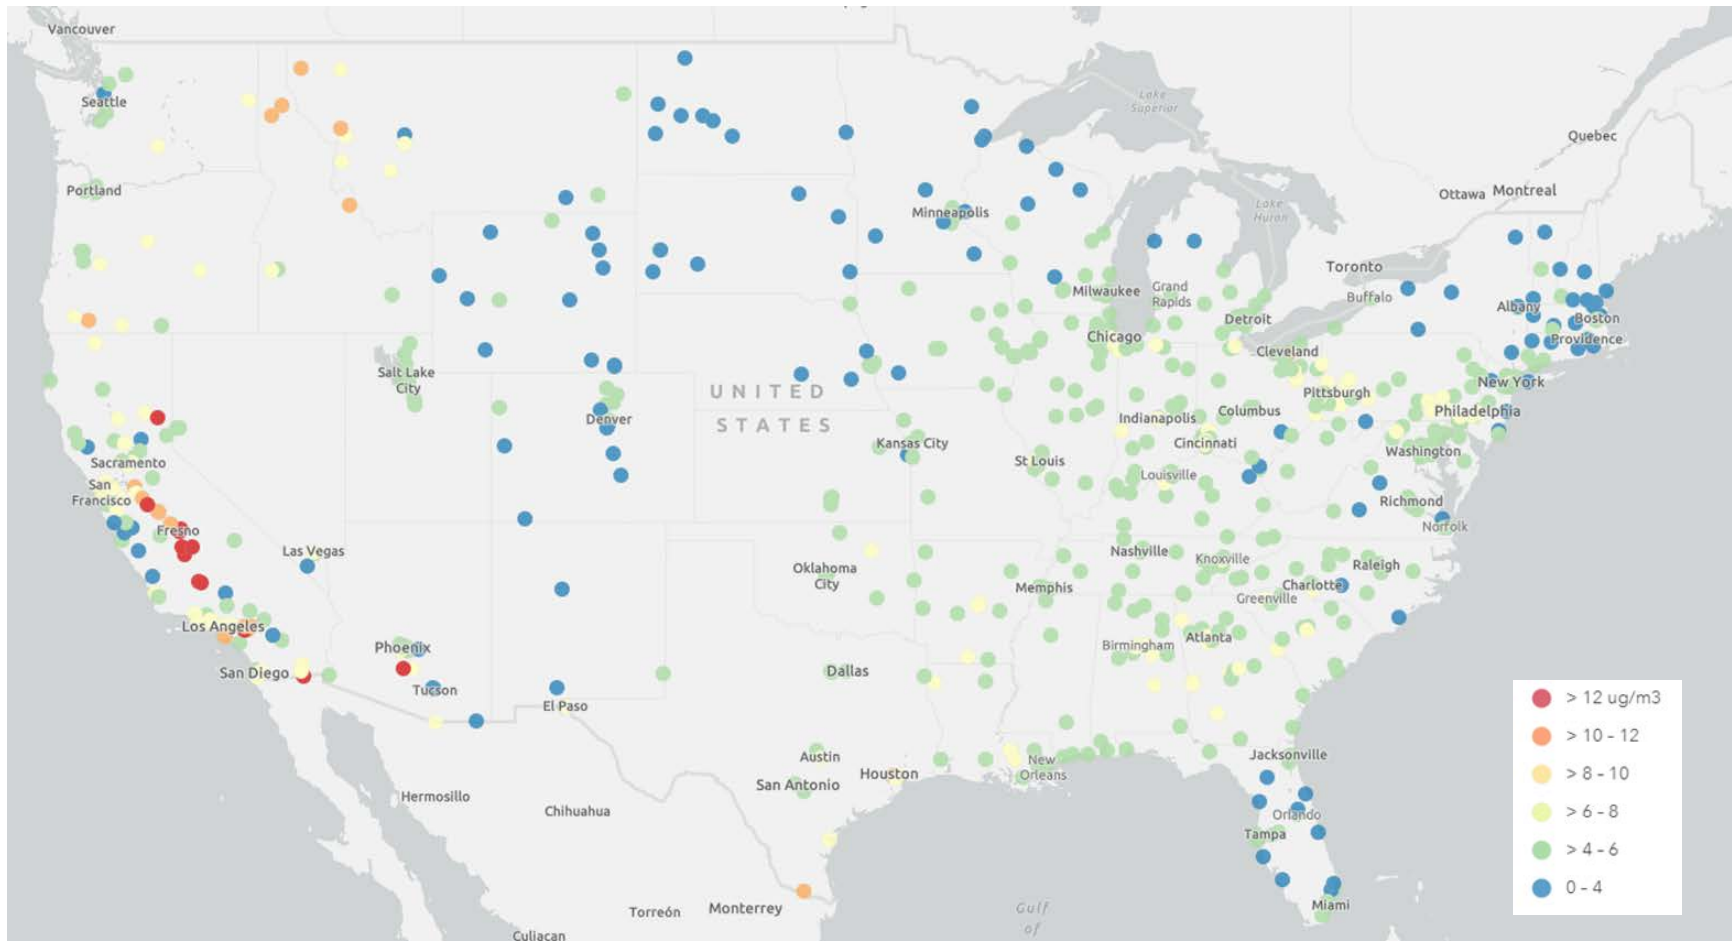 Vancouver
Seattle
Portland
Lake
Superior
Quebec
Ottawa
Montreal
Minneapolis
Lake
Huron
Toronto
Buffalo
Albany
Boston
Providence
Milwaukee
Grand
Rapids
Detroit
Chicago
Cleveland
New York
Salt Lake
City
UNITED
STATES
Denver
Pittsburgh
Philadelphia
Indianapolis
Columbus
Kansas City
Cincinnati
Washington
Sacramento
St Louis
Louisville
San
Francisco
Richmond
Norfolk
Fresno
Las Vegas
Nashville
Knoxville
Raleigh
Oklahoma
City
Memphis
Charlotte
Greenville
Los Angeles
Phoenix
Birmingham
Atlanta
San Diego
Tucson
Dallas
El Paso
Austin
Houston
New
Orleans
Jacksonville
San Antonio
Hermosillo
Chihuahua
Orlando
Tampa
Miami
Torreón
Monterrey
Gulf
of
Culiacan
> 12 ug/m3
> 10 - 12
> 8 - 10
> 6 - 8
> 4 - 6
0 - 4